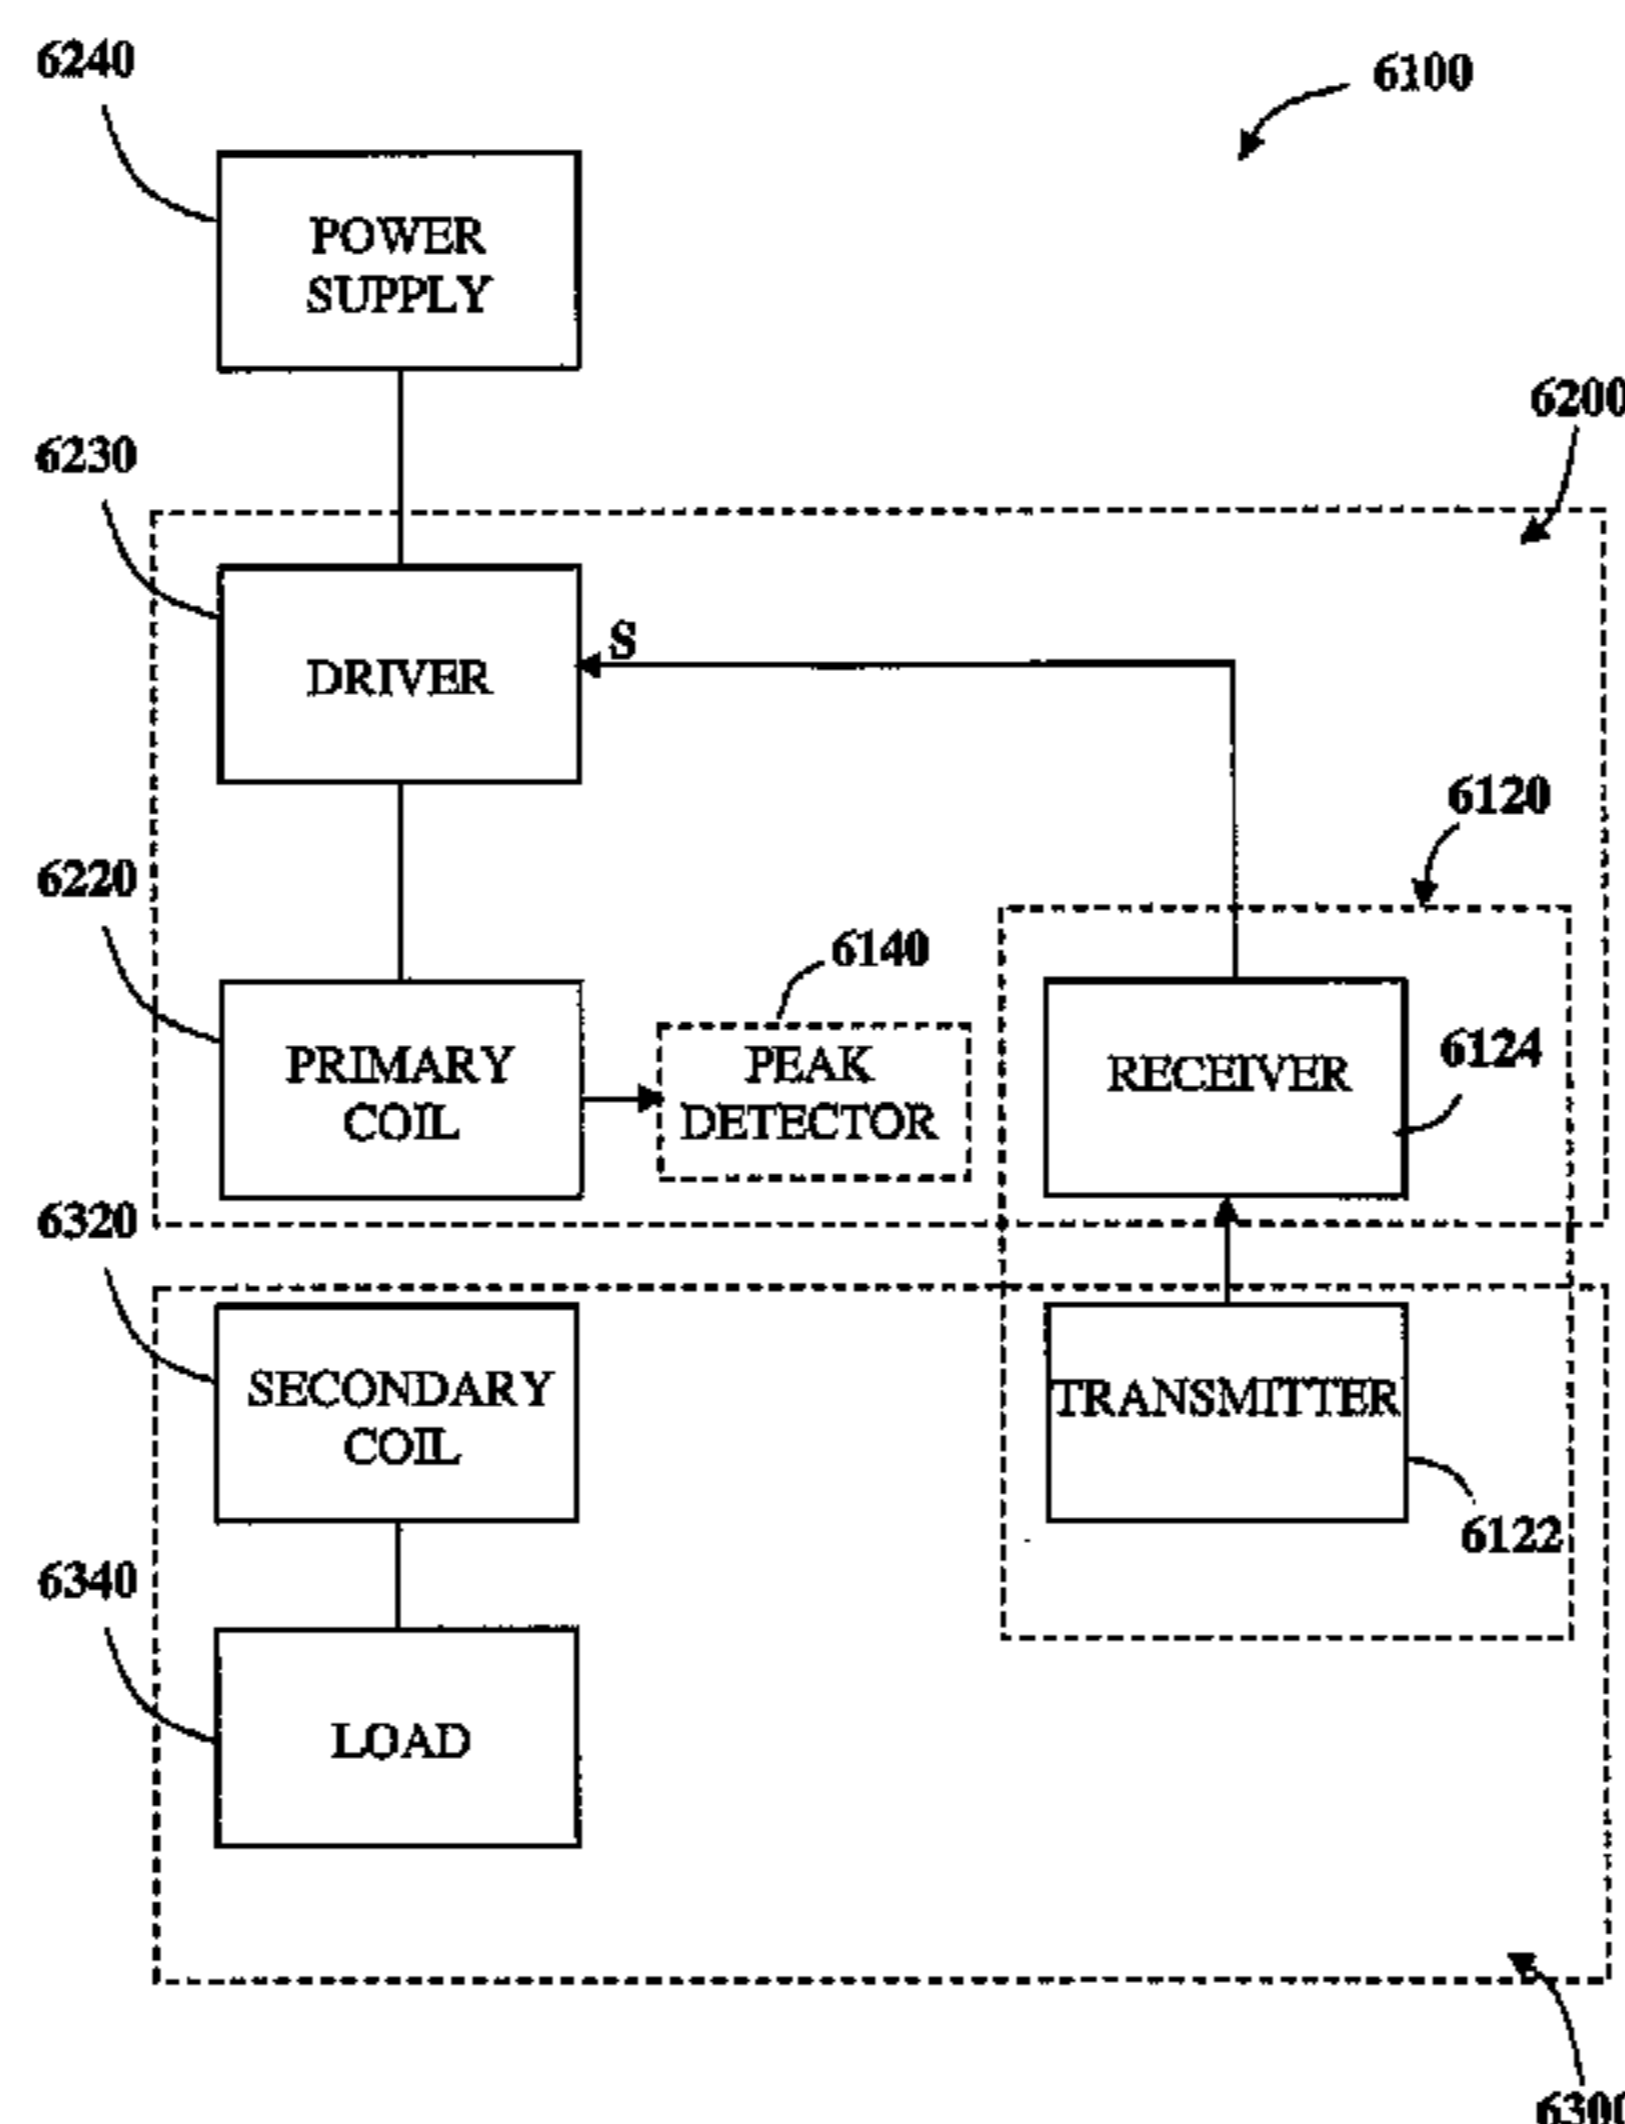 6240
6100
POWER
SUPPLY
6200
6230
S
DRIVER
6120
6220
6140
PEAK
DETECTOR
PRIMARY
COIL
RECEIVER
6124
6320
SECONDARY
COIL
TRANSMITTER
6122
6340
LOAD
6300